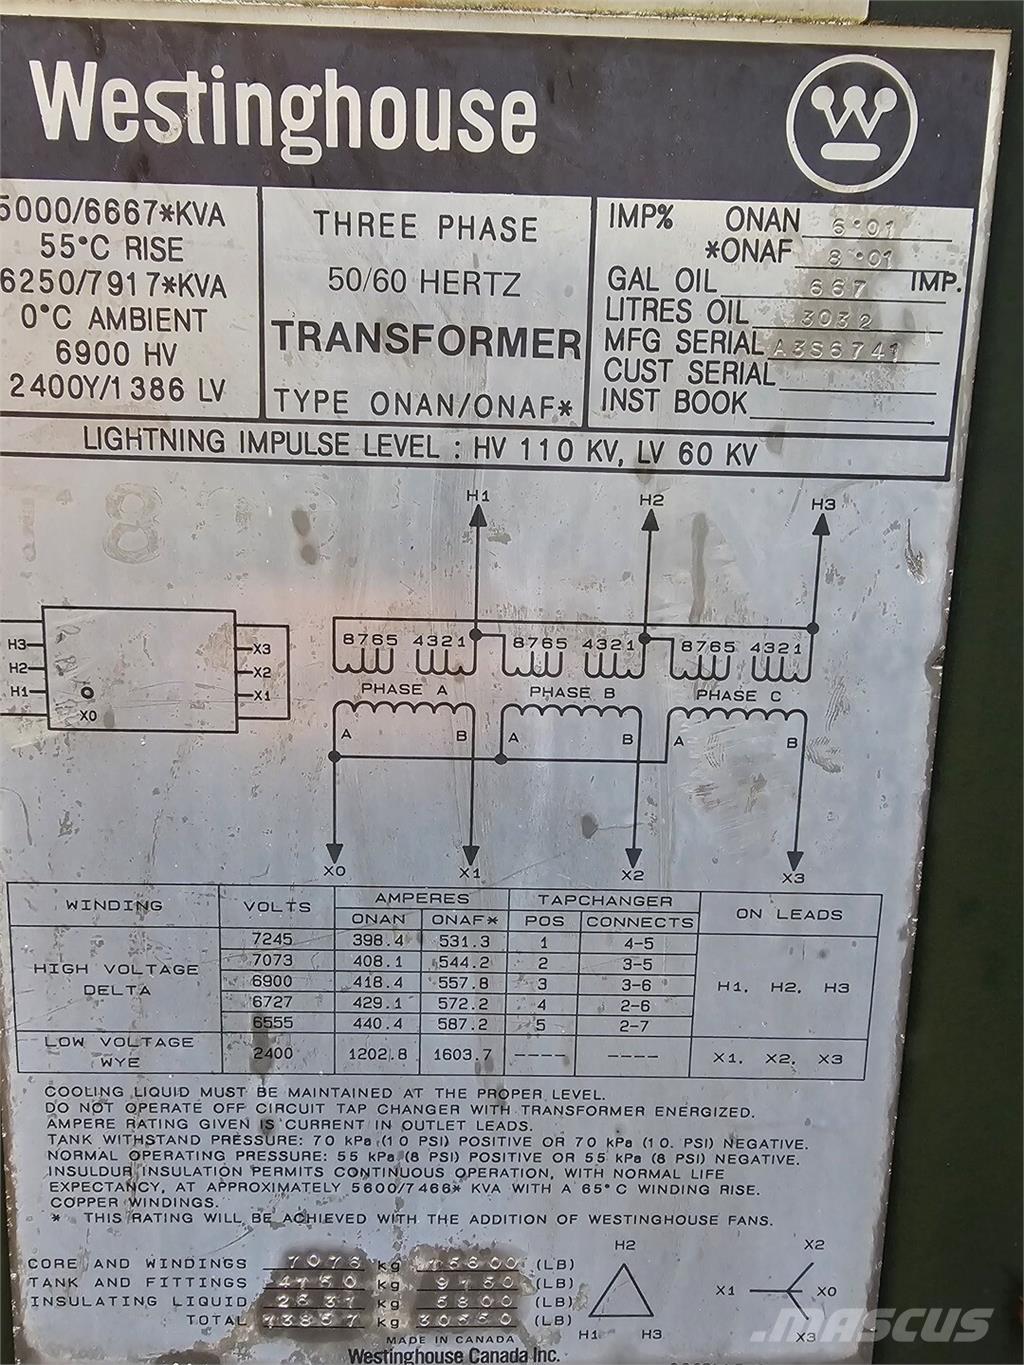 Westinghouse
W
5000/6667*KVA
55°C RISE
6250/7917*KVA
0°C AMBIENT
6900 HV
2400Y/1386 LV
THREE PHASE
50/60 HERTZ
TRANSFORMER
TYPE ONAN/ONAF*
IMP% ONAN 6.01
*ONAF 8.01
GAL OIL 667 IMP.
LITRES OIL 3032
MFG SERIAL A3S6741
CUST SERIAL
INST BOOK
LIGHTNING IMPULSE LEVEL : HV 110 KV, LV 60 KV
H1 H2 H3
H3 X3
H2 X2
H1 X1
X0
8765 4321 8765 4321 8765 4321
PHASE A PHASE B PHASE C
A B A B A B
X0 X1 X2 X3
WINDING VOLTS AMPERES TAPCHANGER ON LEADS
ONAN ONAF* POS CONNECTS
HIGH VOLTAGE DELTA H1, H2, H3
7245 398.4 531.3 1 4-5
7073 408.1 544.2 2 3-5
6900 418.4 557.8 3 3-6
6727 429.1 572.2 4 2-6
6555 440.4 587.2 5 2-7
LOW VOLTAGE WYE 2400 1202.8 1603.7 ---- ---- X1, X2, X3
COOLING LIQUID MUST BE MAINTAINED AT THE PROPER LEVEL.
DO NOT OPERATE OFF CIRCUIT TAP CHANGER WITH TRANSFORMER ENERGIZED.
AMPERE RATING GIVEN IS CURRENT IN OUTLET LEADS.
TANK WITHSTAND PRESSURE: 70 kPa (10 PSI) POSITIVE OR 70 kPa (10. PSI) NEGATIVE.
NORMAL OPERATING PRESSURE: 55 kPa (8 PSI) POSITIVE OR 55 kPa (8 PSI) NEGATIVE.
INSULDUR INSULATION PERMITS CONTINUOUS OPERATION, WITH NORMAL LIFE
EXPECTANCY, AT APPROXIMATELY 5600/7466* KVA WITH A 65°C WINDING RISE.
COPPER WINDINGS.
* THIS RATING WILL BE ACHIEVED WITH THE ADDITION OF WESTINGHOUSE FANS.
CORE AND WINDINGS 7076 kg 15600 (LB)
TANK AND FITTINGS 4150 kg 9150 (LB)
INSULATING LIQUID 2631 kg 5800 (LB)
TOTAL 13857 kg (LB)
H2
H1 H3
X2
X1 X0
X3
MADE IN CANADA
Westinghouse Canada Inc.
MASCUS